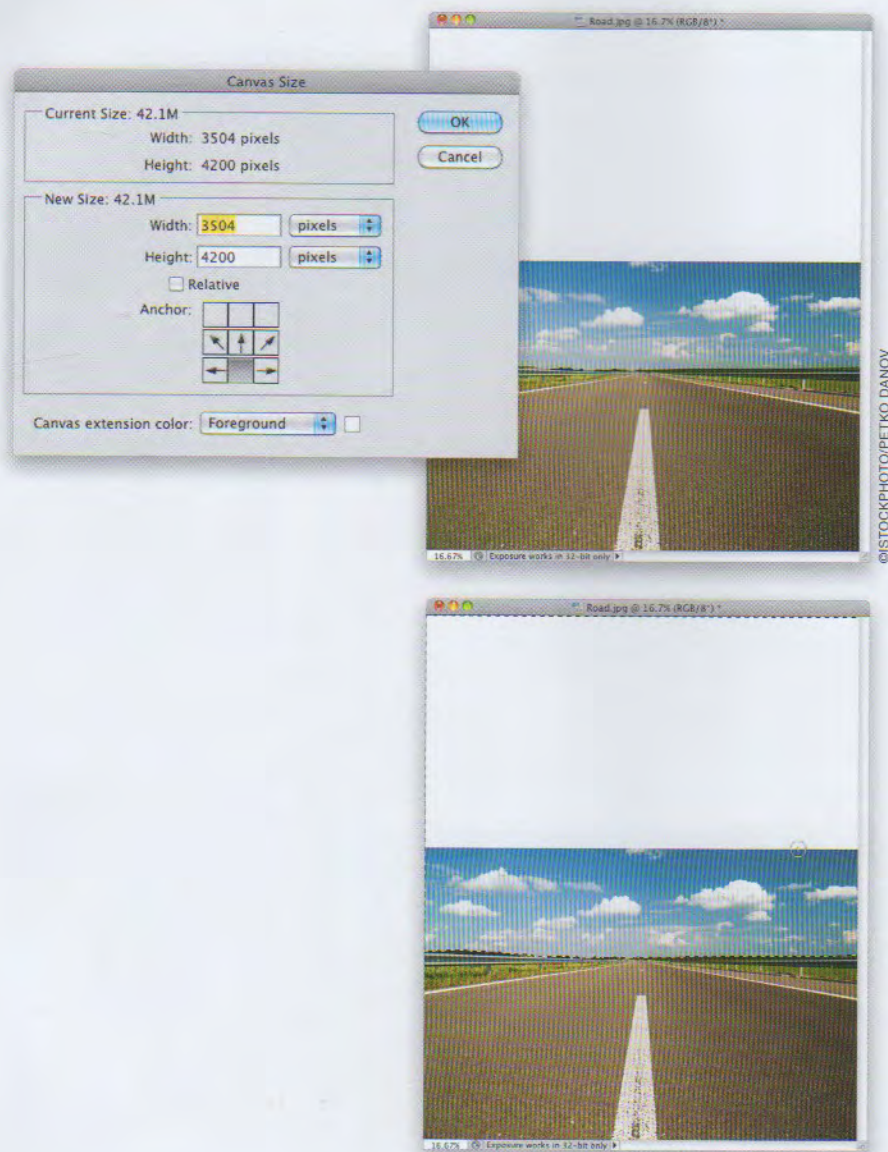 Road.jpg @ 16.7% (RGB/8*) *
Canvas Size
Current Size: 42.1M
Width: 3504 pixels
Height: 4200 pixels
OK
Cancel
New Size: 42.1M
Width: 3504 pixels
Height: 4200 pixels
Relative
Anchor:
Canvas extension color: Foreground
16.67% Exposure works in 32-bit only
©ISTOCKPHOTO/PETKO DANOV
Road.jpg @ 16.7% (RGB/8*) *
16.67% Exposure works in 32-bit only